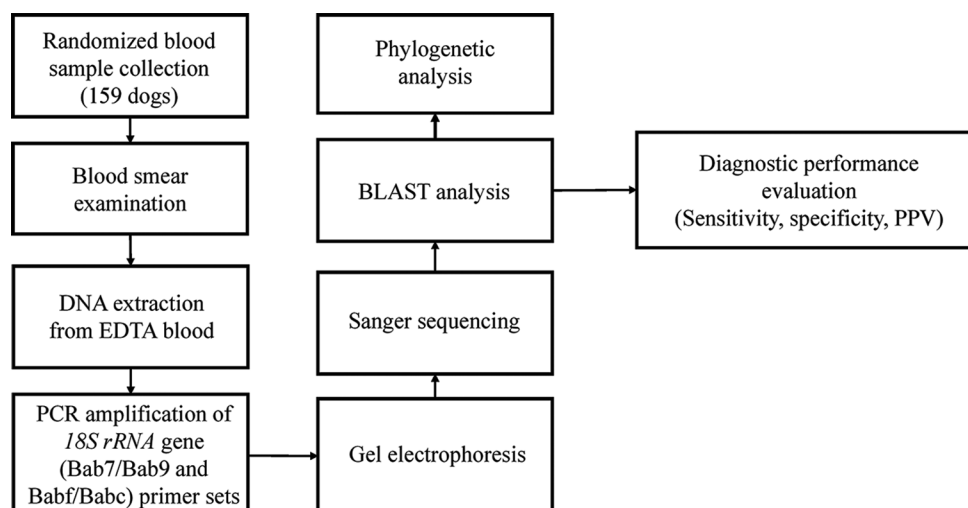 Randomized blood
sample collection
(159 dogs)
Blood smear
examination
DNA extraction
from EDTA blood
PCR amplification of
18S rRNA gene
(Bab7/Bab9 and
Babf/Babc) primer sets
Gel electrophoresis
Sanger sequencing
BLAST analysis
Phylogenetic
analysis
Diagnostic performance
evaluation
(Sensitivity, specificity, PPV)